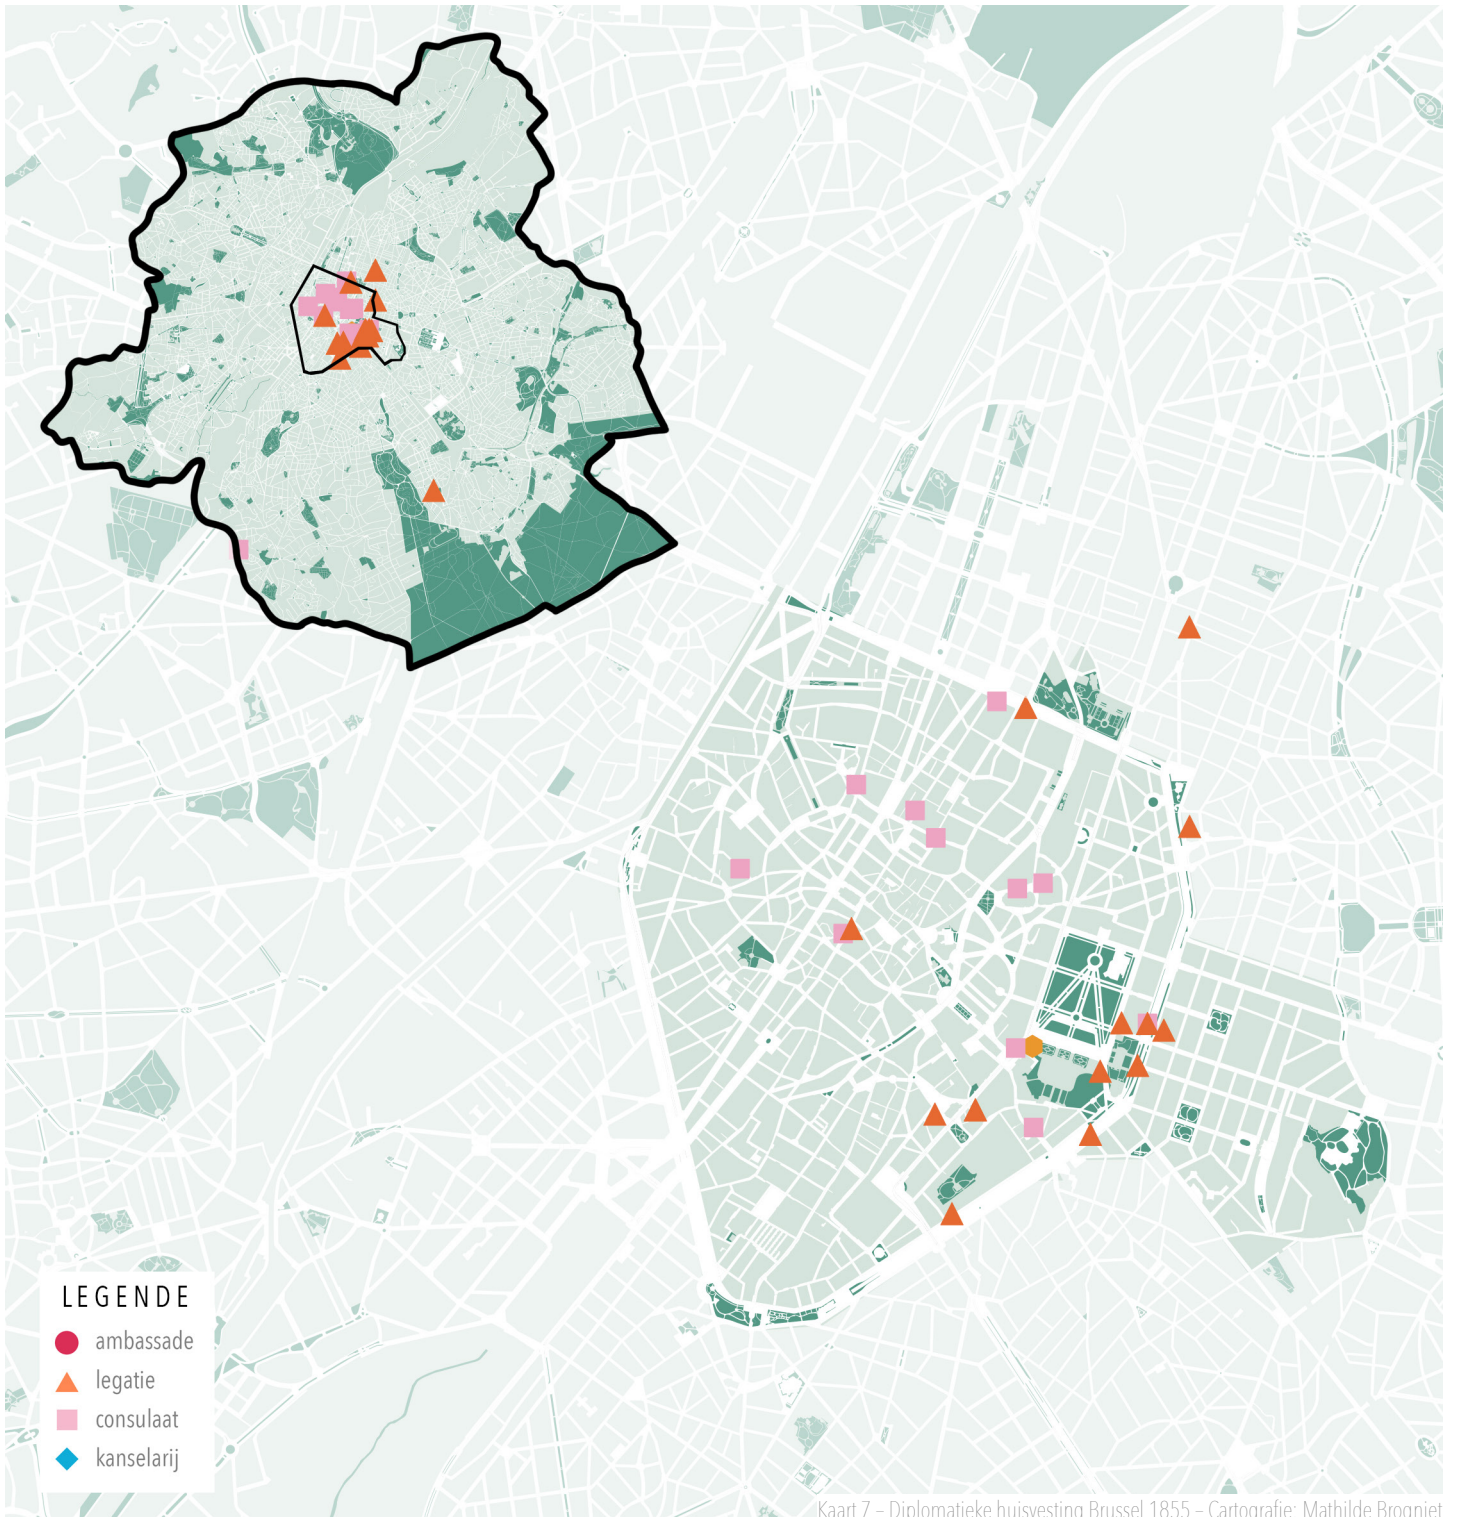 LEGENDE
ambassade
legatie
consulaat
kanselarij
Kaart 7 – Diplomatieke huisvesting Brussel 1855 – Cartografie: Mathilde Brogniet